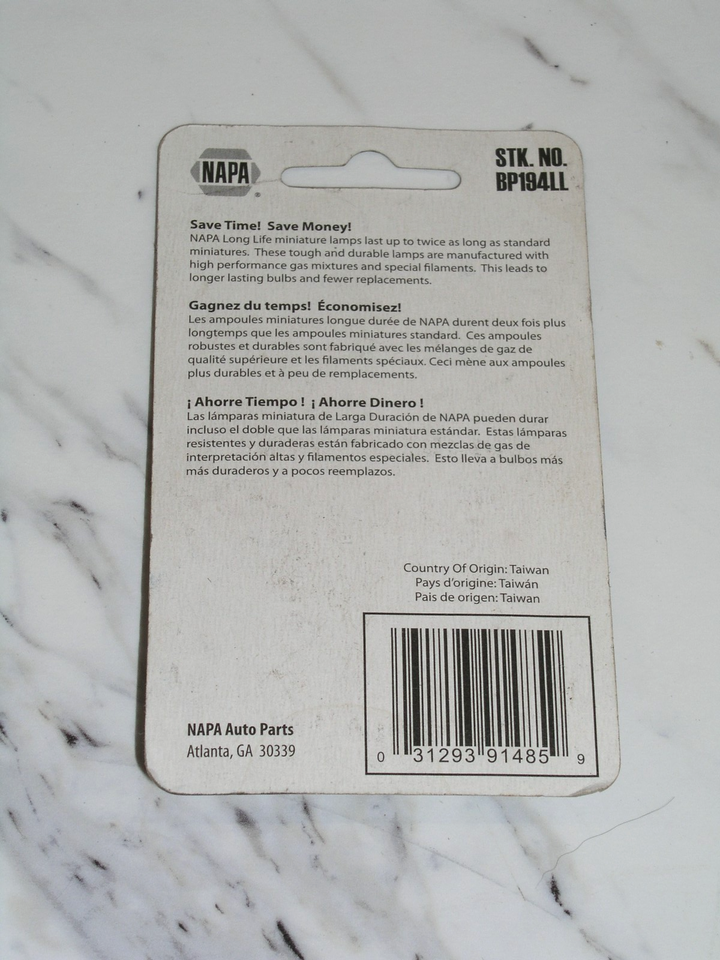 NAPA
STK. NO.
BP194LL
Save Time! Save Money!
NAPA Long Life miniature lamps last up to twice as long as standard
miniatures. These tough and durable lamps are manufactured with
high performance gas mixtures and special filaments. This leads to
longer lasting bulbs and fewer replacements.
Gagnez du temps! Économisez!
Les ampoules miniatures longue durée de NAPA durent deux fois plus
longtemps que les ampoules miniatures standard. Ces ampoules
robustes et durables sont fabriqué avec les mélanges de gaz de
qualité supérieure et les filaments spéciaux. Ceci mène aux ampoules
plus durables et à peu de remplacements.
¡ Ahorre Tiempo ! ¡ Ahorre Dinero !
Las lámparas miniatura de Larga Duración de NAPA pueden durar
incluso el doble que las lámparas miniatura estándar. Estas lámparas
resistentes y duraderas están fabricado con mezclas de gas de
interpretación altas y filamentos especiales. Esto lleva a bulbos más
más duraderos y a pocos reemplazos.
Country Of Origin: Taiwan
Pays d'origine: Taiwán
Pais de origen: Taiwan
NAPA Auto Parts
Atlanta, GA 30339
0 31293 91485 9